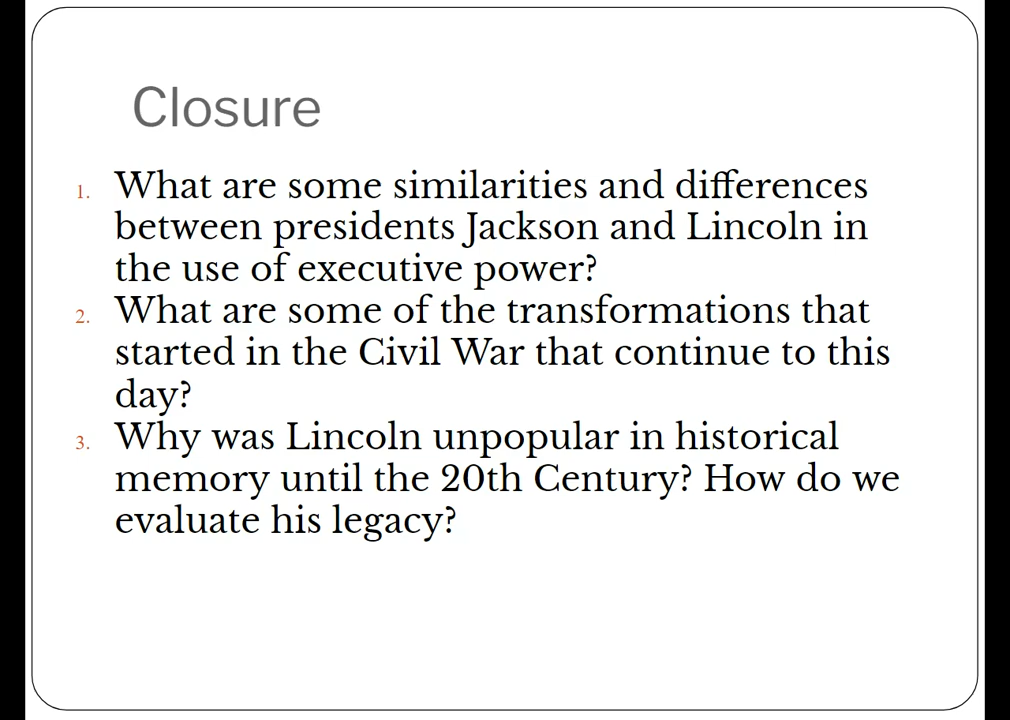 Closure
1. What are some similarities and differences
between presidents Jackson and Lincoln in
the use of executive power?
2. What are some of the transformations that
started in the Civil War that continue to this
day?
3. Why was Lincoln unpopular in historical
memory until the 20th Century? How do we
evaluate his legacy?